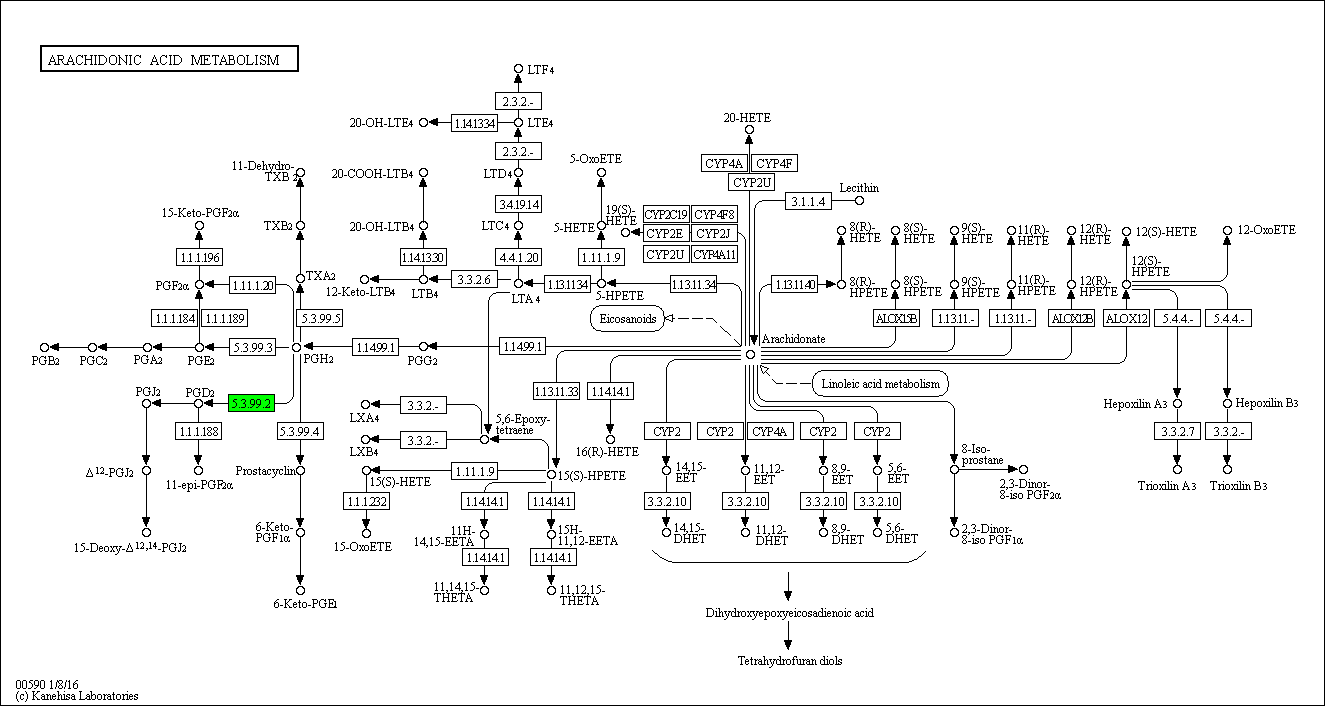 ARACHIDONIC ACID METABOLISM
LTF4
2.3.2.-
20-OH-LTE4
1.14.13.34
LTE4
20-HETE
2.3.2.-
11-Dehydro-
TXB2
20-COOH-LTB4
LTD4
5-OxoETE
CYP4A
CYP4F
CYP2U
Lecithin
3.1.1.4
3.4.19.14
15-Keto-PGF2α
TXB2
20-OH-LTB4
LTC4
5-HETE
19(S)-
HETE
CYP2C19
CYP4F8
CYP2E
CYP2J
CYP2U
CYP4A11
8(R)-
HETE
8(S)-
HETE
9(S)-
HETE
11(R)-
HETE
12(R)-
HETE
12(S)-HETE
12-OxoETE
1.1.1.196
1.14.13.30
4.4.1.20
1.11.1.9
12(S)-
HPETE
PGF2α
1.11.1.20
TXA2
12-Keto-LTB4
LTB4
3.3.2.6
LTA4
1.13.11.34
5-HPETE
1.13.11.34
1.13.11.40
8(R)-
HPETE
8(S)-
HPETE
9(S)-
HPETE
11(R)-
HPETE
12(R)-
HPETE
1.1.1.184
1.1.1.189
5.3.99.5
Eicosanoids
ALOX15B
1.13.11.-
1.13.11.-
ALOX12B
ALOX12
5.4.4.-
5.4.4.-
Arachidonate
PGB2
PGC2
PGA2
PGE2
5.3.99.3
PGH2
1.14.99.1
PGG2
1.14.99.1
Linoleic acid metabolism
PGJ2
PGD2
5.3.99.2
1.13.11.33
1.14.14.1
LXA4
3.3.2.-
5,6-Epoxy-
tetraene
Hepoxilin A3
Hepoxilin B3
1.1.1.188
5.3.99.4
LXB4
3.3.2.-
16(R)-HETE
CYP2
CYP2
CYP4A
CYP2
CYP2
3.3.2.7
3.3.2.-
8-Iso-
prostane
Δ12-PGJ2
11-epi-PGF2α
Prostacyclin
15(S)-HETE
1.11.1.9
15(S)-HPETE
14,15-
EET
11,12-
EET
8,9-
EET
5,6-
EET
2,3-Dinor-
8-iso PGF2α
Trioxilin A3
Trioxilin B3
1.1.1.232
1.14.14.1
1.14.14.1
3.3.2.10
3.3.2.10
3.3.2.10
3.3.2.10
15-Deoxy-Δ12,14-PGJ2
6-Keto-
PGF1α
15-OxoETE
11H-
14,15-EETA
15H-
11,12-EETA
14,15-
DHET
11,12-
DHET
8,9-
DHET
5,6-
DHET
2,3-Dinor-
8-iso PGF1α
1.14.14.1
1.14.14.1
6-Keto-PGE1
11,14,15-
THETA
11,12,15-
THETA
Dihydroxyepoxyeicosadienoic acid
Tetrahydrofuran diols
00590 1/8/16
(c) Kanehisa Laboratories